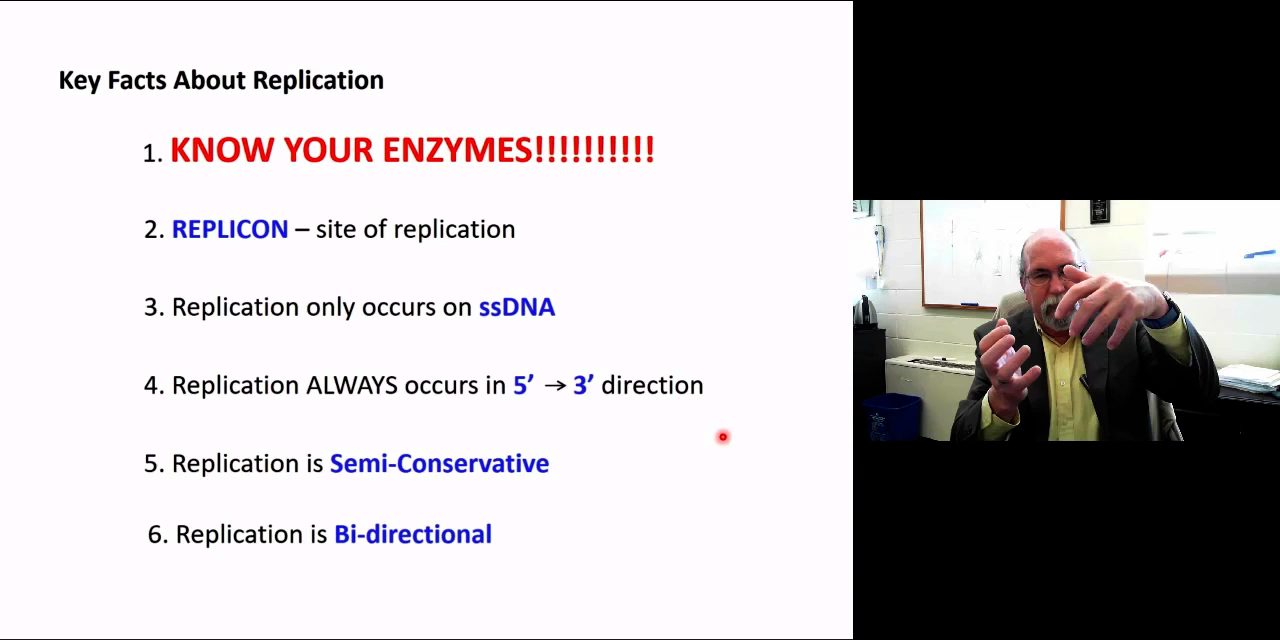 Key Facts About Replication
1. KNOW YOUR ENZYMES!!!!!!!!!!
2. REPLICON – site of replication
3. Replication only occurs on ssDNA
4. Replication ALWAYS occurs in 5’ → 3’ direction
5. Replication is Semi-Conservative
6. Replication is Bi-directional